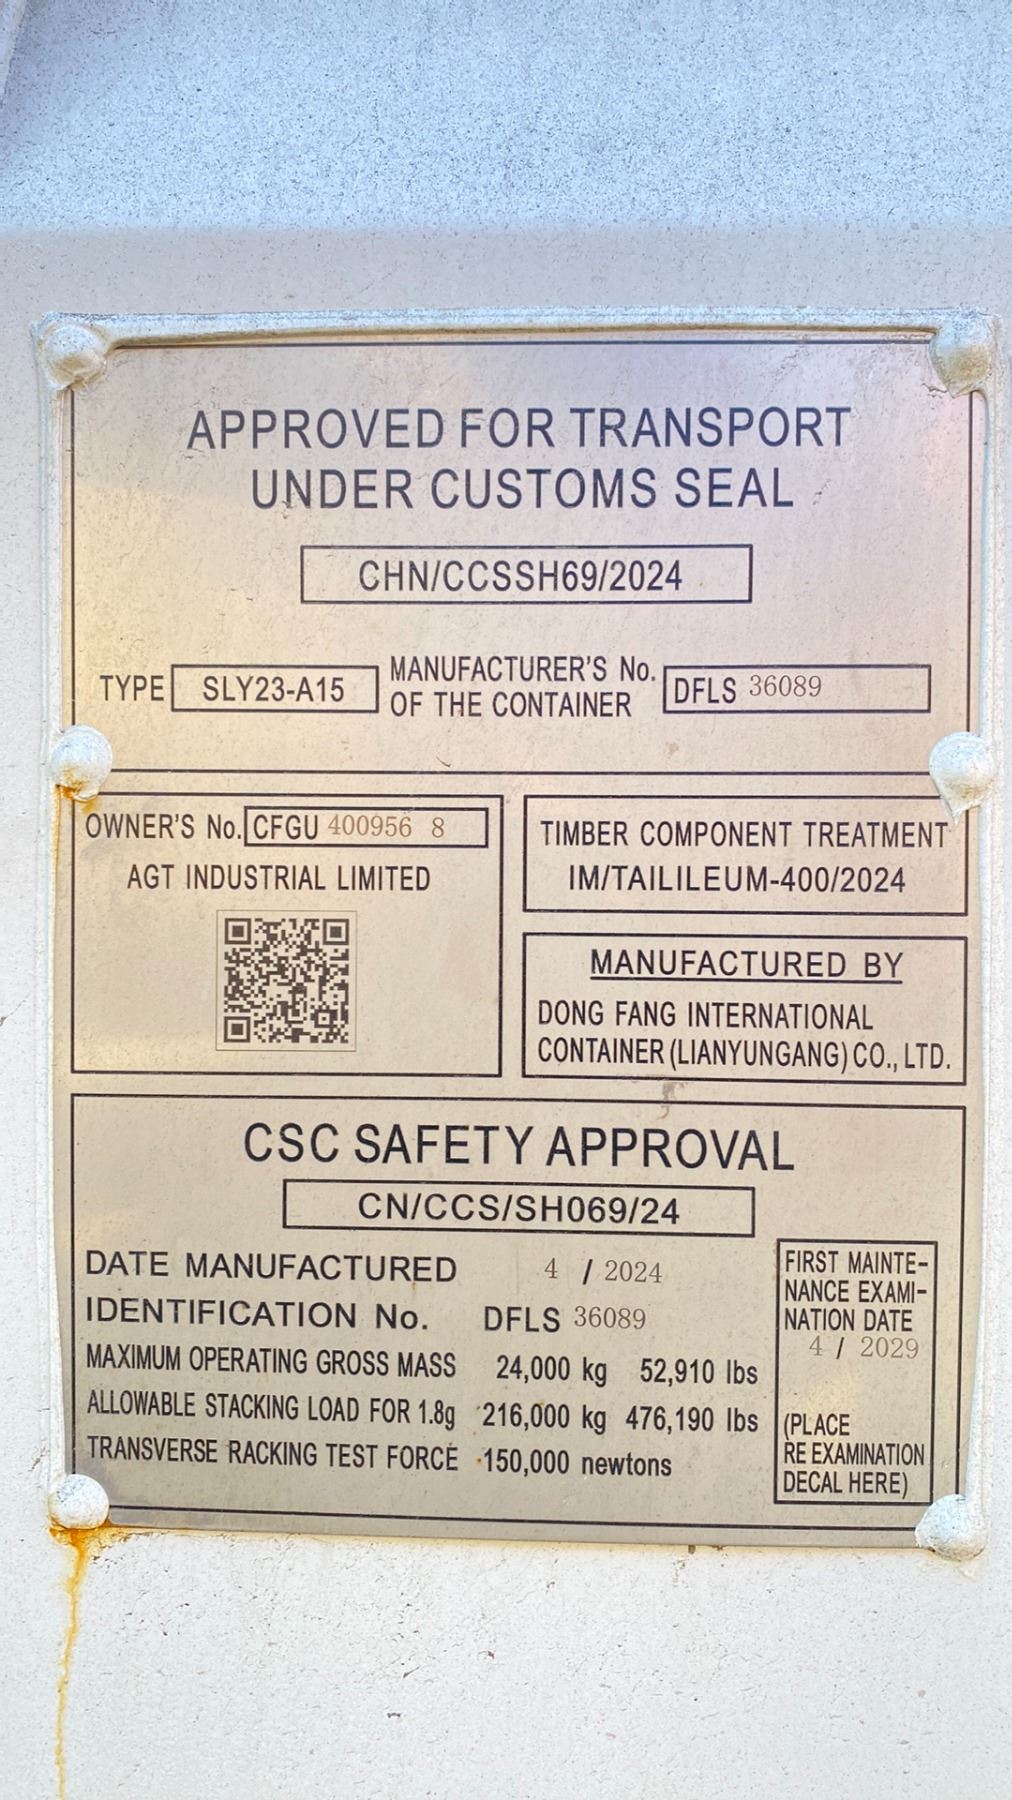 APPROVED FOR TRANSPORT
UNDER CUSTOMS SEAL
CHN/CCSSH69/2024
TYPE SLY23-A15
MANUFACTURER'S No.
OF THE CONTAINER
DFLS 36089
OWNER'S No. CFGU 400956 8
AGT INDUSTRIAL LIMITED
TIMBER COMPONENT TREATMENT
IM/TAILILEUM-400/2024
MANUFACTURED BY
DONG FANG INTERNATIONAL
CONTAINER (LIANYUNGANG) CO., LTD.
CSC SAFETY APPROVAL
CN/CCS/SH069/24
DATE MANUFACTURED 4 / 2024
IDENTIFICATION No. DFLS 36089
MAXIMUM OPERATING GROSS MASS 24,000 kg 52,910 lbs
ALLOWABLE STACKING LOAD FOR 1.8g 216,000 kg 476,190 lbs
TRANSVERSE RACKING TEST FORCE 150,000 newtons
FIRST MAINTE-
NANCE EXAMI-
NATION DATE
4 / 2029
(PLACE
RE EXAMINATION
DECAL HERE)